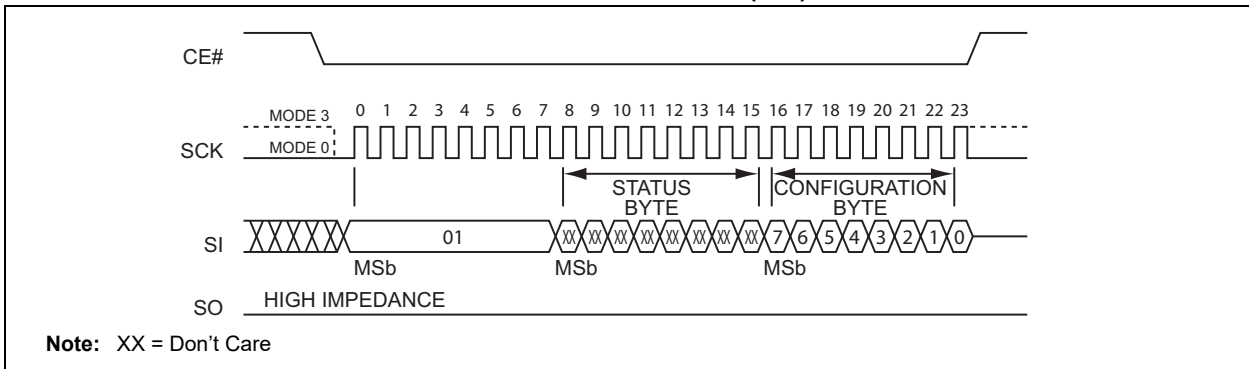 CE#
MODE 3
0 1 2 3 4 5 6 7 8 9 10 11 12 13 14 15 16 17 18 19 20 21 22 23
SCK
MODE 0
STATUS BYTE
CONFIGURATION BYTE
SI
01
XX XX XX XX XX XX XX XX 7 6 5 4 3 2 1 0
MSb MSb MSb
SO
HIGH IMPEDANCE
Note: XX = Don't Care